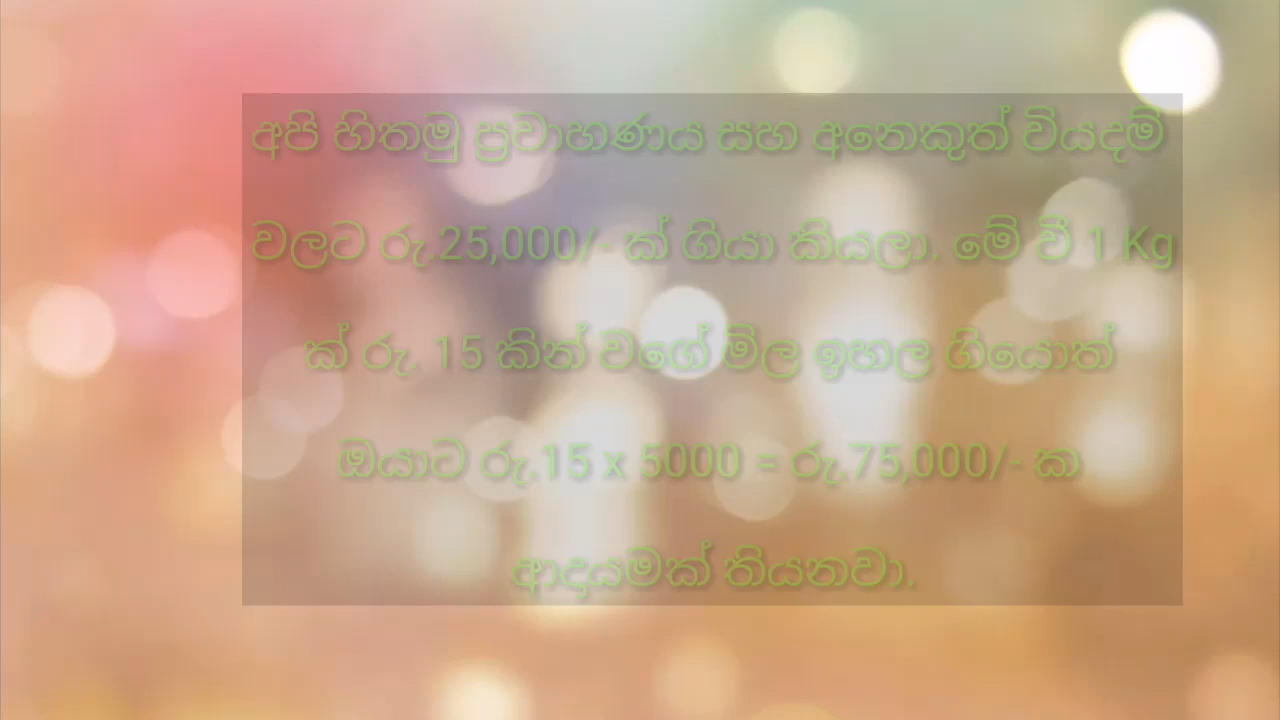 අපි හිතමු ප්‍රවාහණය සහ අනෙකුත් වියදම්
වලට රු.25,000/- ක් ගියා කියලා. මේ වී 1 Kg
ක් රු. 15 කින් වගේ මිල ඉහල ගියොත්
ඔයාට රු.15 x 5000 = රු.75,000/- ක
ආදායමක් තියනවා.